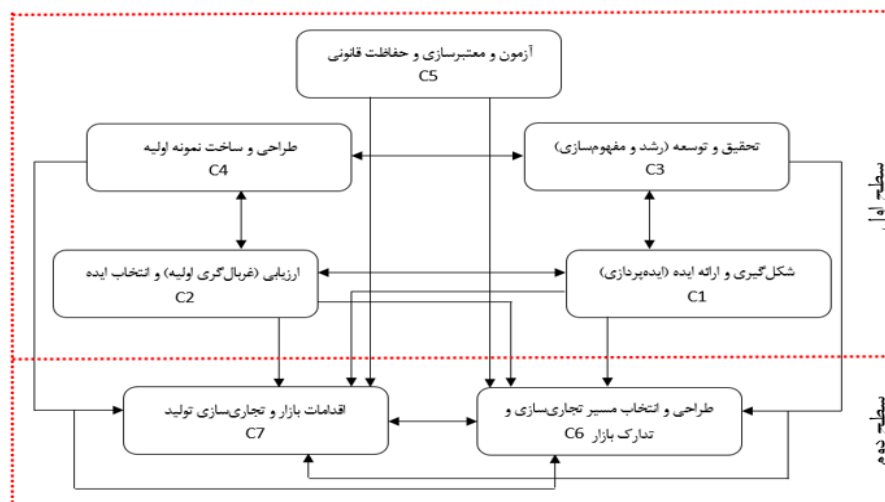 آزمون و معتبرسازی و حفاظت قانونی
C5
تحقیق و توسعه (رشد و مفهوم‌سازی)
C3
طراحی و ساخت نمونه اولیه
C4
سطح اول
شکل‌گیری و ارائه ایده (ایده‌پردازی)
C1
ارزیابی (غربال‌گری اولیه) و انتخاب ایده
C2
طراحی و انتخاب مسیر تجاری‌سازی و
تدارک بازار C6
اقدامات بازار و تجاری‌سازی تولید
C7
سطح دوم